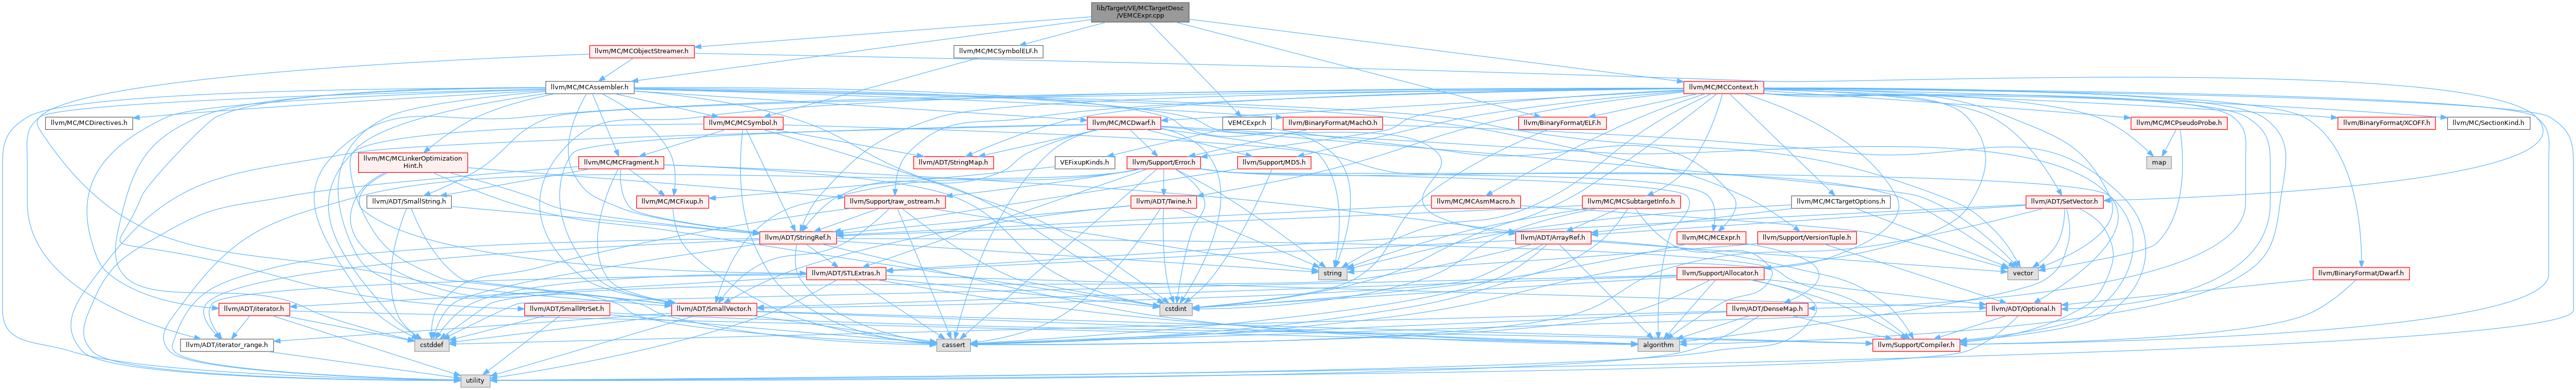 lib/Target/VE/MCTargetDesc
/VEMCExpr.cpp
llvm/MC/MCObjectStreamer.h
llvm/MC/MCSymbolELF.h
llvm/MC/MCAssembler.h
llvm/MC/MCContext.h
llvm/MC/MCDirectives.h
llvm/MC/MCSymbol.h
llvm/MC/MCDwarf.h
VEMCExpr.h
llvm/BinaryFormat/MachO.h
llvm/BinaryFormat/ELF.h
llvm/MC/MCPseudoProbe.h
llvm/BinaryFormat/XCOFF.h
llvm/MC/SectionKind.h
llvm/MC/MCLinkerOptimization
Hint.h
llvm/MC/MCFragment.h
llvm/ADT/StringMap.h
VEFixupKinds.h
llvm/Support/Error.h
llvm/Support/MD5.h
map
llvm/ADT/SmallString.h
llvm/MC/MCFixup.h
llvm/Support/raw_ostream.h
llvm/ADT/Twine.h
llvm/MC/MCAsmMacro.h
llvm/MC/MCSubtargetInfo.h
llvm/MC/MCTargetOptions.h
llvm/ADT/SetVector.h
llvm/ADT/StringRef.h
llvm/ADT/ArrayRef.h
llvm/MC/MCExpr.h
llvm/Support/VersionTuple.h
llvm/ADT/STLExtras.h
string
llvm/Support/Allocator.h
vector
llvm/BinaryFormat/Dwarf.h
llvm/ADT/iterator.h
llvm/ADT/SmallPtrSet.h
llvm/ADT/SmallVector.h
cstdint
llvm/ADT/DenseMap.h
llvm/ADT/Optional.h
llvm/ADT/iterator_range.h
cstddef
cassert
algorithm
llvm/Support/Compiler.h
utility